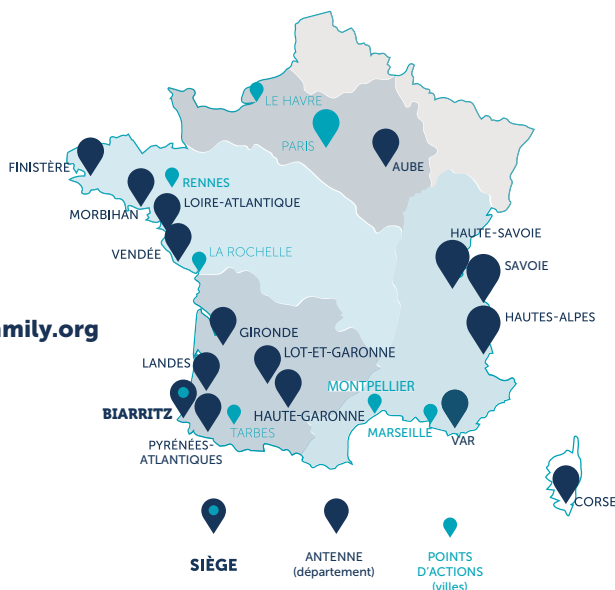 LE HAVRE
PARIS
AUBE
FINISTÈRE
RENNES
MORBIHAN
LOIRE-ATLANTIQUE
VENDÉE
LA ROCHELLE
HAUTE-SAVOIE
SAVOIE
HAUTES-ALPES
amily.org
GIRONDE
LOT-ET-GARONNE
LANDES
MONTPELLIER
BIARRITZ
HAUTE-GARONNE
TARBES
MARSEILLE
VAR
PYRÉNÉES-
ATLANTIQUES
CORSE
SIÈGE
ANTENNE
(département)
POINTS
D'ACTIONS
(villes)